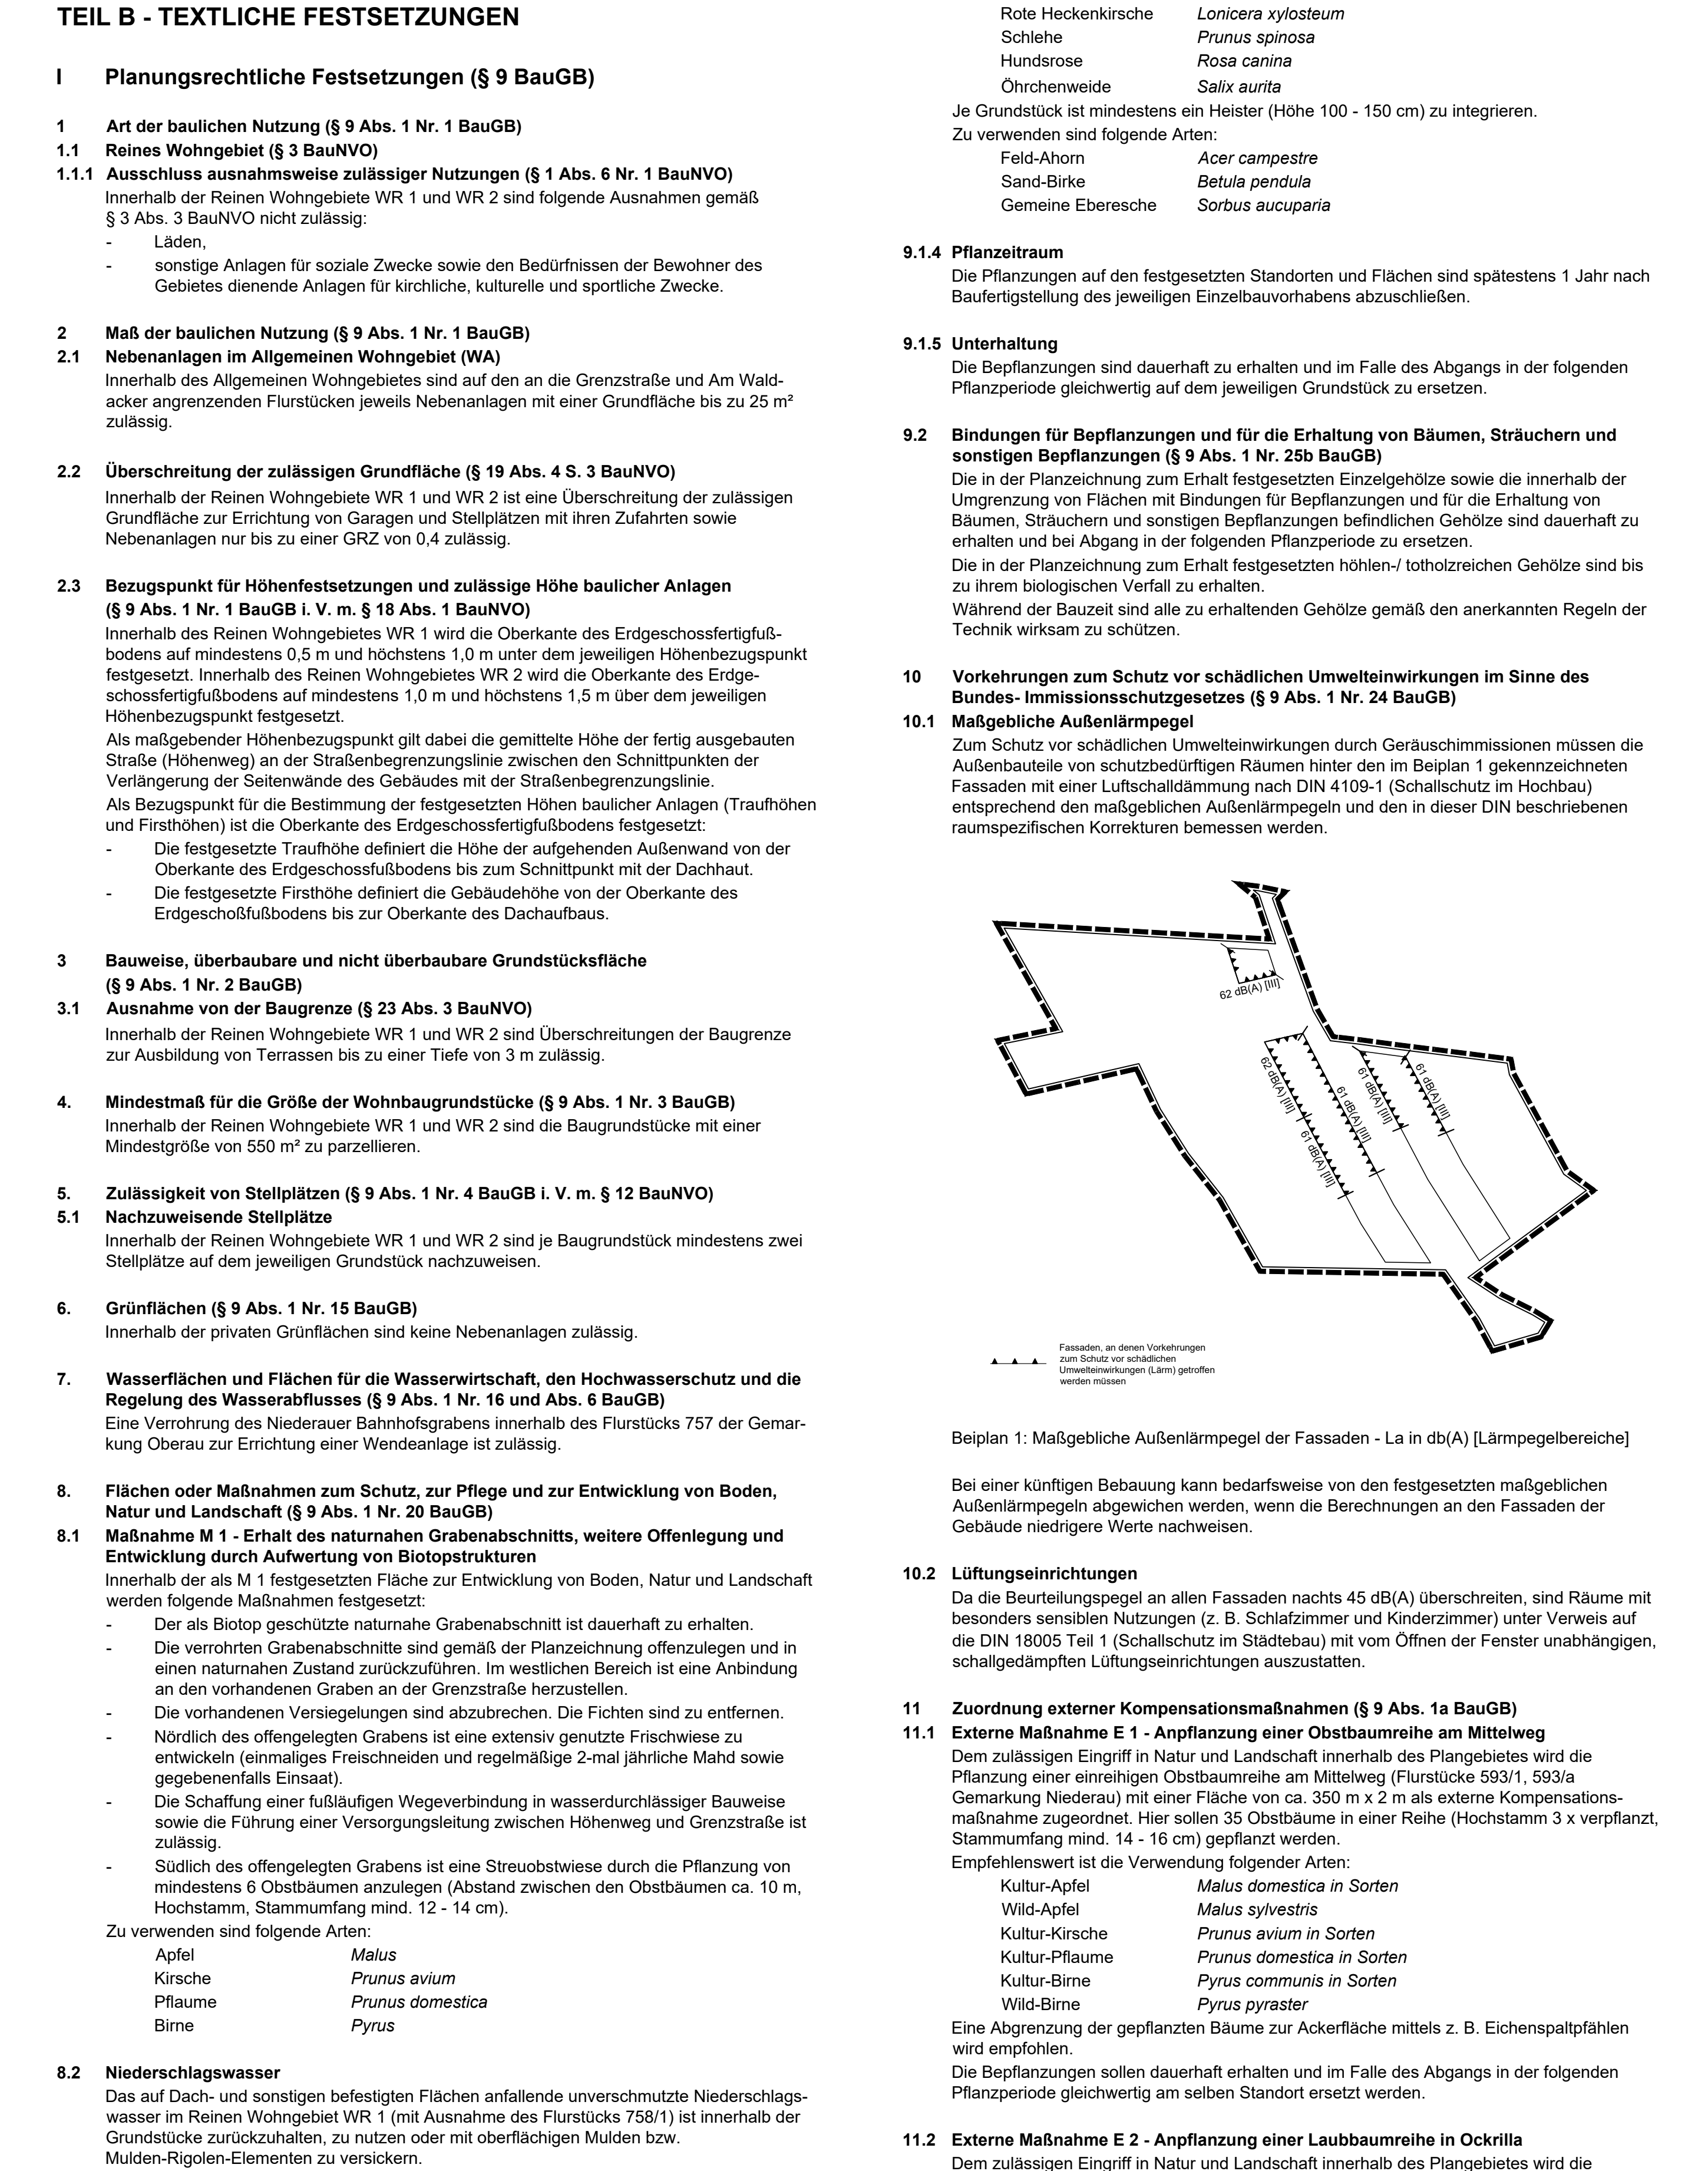 TEIL B - TEXTLICHE FESTSETZUNGEN
I Planungsrechtliche Festsetzungen (§ 9 BauGB)
1 Art der baulichen Nutzung (§ 9 Abs. 1 Nr. 1 BauGB)
1.1 Reines Wohngebiet (§ 3 BauNVO)
1.1.1 Ausschluss ausnahmsweise zulässiger Nutzungen (§ 1 Abs. 6 Nr. 1 BauNVO)
Innerhalb der Reinen Wohngebiete WR 1 und WR 2 sind folgende Ausnahmen gemäß
§ 3 Abs. 3 BauNVO nicht zulässig:
- Läden,
- sonstige Anlagen für soziale Zwecke sowie den Bedürfnissen der Bewohner des
Gebietes dienende Anlagen für kirchliche, kulturelle und sportliche Zwecke.
2 Maß der baulichen Nutzung (§ 9 Abs. 1 Nr. 1 BauGB)
2.1 Nebenanlagen im Allgemeinen Wohngebiet (WA)
Innerhalb des Allgemeinen Wohngebietes sind auf den an die Grenzstraße und Am Wald-
acker angrenzenden Flurstücken jeweils Nebenanlagen mit einer Grundfläche bis zu 25 m²
zulässig.
2.2 Überschreitung der zulässigen Grundfläche (§ 19 Abs. 4 S. 3 BauNVO)
Innerhalb der Reinen Wohngebiete WR 1 und WR 2 ist eine Überschreitung der zulässigen
Grundfläche zur Errichtung von Garagen und Stellplätzen mit ihren Zufahrten sowie
Nebenanlagen nur bis zu einer GRZ von 0,4 zulässig.
2.3 Bezugspunkt für Höhenfestsetzungen und zulässige Höhe baulicher Anlagen
(§ 9 Abs. 1 Nr. 1 BauGB i. V. m. § 18 Abs. 1 BauNVO)
Innerhalb des Reinen Wohngebietes WR 1 wird die Oberkante des Erdgeschossfertigfuß-
bodens auf mindestens 0,5 m und höchstens 1,0 m unter dem jeweiligen Höhenbezugspunkt
festgesetzt. Innerhalb des Reinen Wohngebietes WR 2 wird die Oberkante des Erdge-
schossfertigfußbodens auf mindestens 1,0 m und höchstens 1,5 m über dem jeweiligen
Höhenbezugspunkt festgesetzt.
Als maßgebender Höhenbezugspunkt gilt dabei die gemittelte Höhe der fertig ausgebauten
Straße (Höhenweg) an der Straßenbegrenzungslinie zwischen den Schnittpunkten der
Verlängerung der Seitenwände des Gebäudes mit der Straßenbegrenzungslinie.
Als Bezugspunkt für die Bestimmung der festgesetzten Höhen baulicher Anlagen (Traufhöhen
und Firsthöhen) ist die Oberkante des Erdgeschossfertigfußbodens festgesetzt:
- Die festgesetzte Traufhöhe definiert die Höhe der aufgehenden Außenwand von der
Oberkante des Erdgeschossfußbodens bis zum Schnittpunkt mit der Dachhaut.
- Die festgesetzte Firsthöhe definiert die Gebäudehöhe von der Oberkante des
Erdgeschoßfußbodens bis zur Oberkante des Dachaufbaus.
3 Bauweise, überbaubare und nicht überbaubare Grundstücksfläche
(§ 9 Abs. 1 Nr. 2 BauGB)
3.1 Ausnahme von der Baugrenze (§ 23 Abs. 3 BauNVO)
Innerhalb der Reinen Wohngebiete WR 1 und WR 2 sind Überschreitungen der Baugrenze
zur Ausbildung von Terrassen bis zu einer Tiefe von 3 m zulässig.
4. Mindestmaß für die Größe der Wohnbaugrundstücke (§ 9 Abs. 1 Nr. 3 BauGB)
Innerhalb der Reinen Wohngebiete WR 1 und WR 2 sind die Baugrundstücke mit einer
Mindestgröße von 550 m² zu parzellieren.
5. Zulässigkeit von Stellplätzen (§ 9 Abs. 1 Nr. 4 BauGB i. V. m. § 12 BauNVO)
5.1 Nachzuweisende Stellplätze
Innerhalb der Reinen Wohngebiete WR 1 und WR 2 sind je Baugrundstück mindestens zwei
Stellplätze auf dem jeweiligen Grundstück nachzuweisen.
6. Grünflächen (§ 9 Abs. 1 Nr. 15 BauGB)
Innerhalb der privaten Grünflächen sind keine Nebenanlagen zulässig.
7. Wasserflächen und Flächen für die Wasserwirtschaft, den Hochwasserschutz und die
Regelung des Wasserabflusses (§ 9 Abs. 1 Nr. 16 und Abs. 6 BauGB)
Eine Verrohrung des Niederauer Bahnhofsgrabens innerhalb des Flurstücks 757 der Gemar-
kung Oberau zur Errichtung einer Wendeanlage ist zulässig.
8. Flächen oder Maßnahmen zum Schutz, zur Pflege und zur Entwicklung von Boden,
Natur und Landschaft (§ 9 Abs. 1 Nr. 20 BauGB)
8.1 Maßnahme M 1 - Erhalt des naturnahen Grabenabschnitts, weitere Offenlegung und
Entwicklung durch Aufwertung von Biotopstrukturen
Innerhalb der als M 1 festgesetzten Fläche zur Entwicklung von Boden, Natur und Landschaft
werden folgende Maßnahmen festgesetzt:
- Der als Biotop geschützte naturnahe Grabenabschnitt ist dauerhaft zu erhalten.
- Die verrohrten Grabenabschnitte sind gemäß der Planzeichnung offenzulegen und in
einen naturnahen Zustand zurückzuführen. Im westlichen Bereich ist eine Anbindung
an den vorhandenen Graben an der Grenzstraße herzustellen.
- Die vorhandenen Versiegelungen sind abzubrechen. Die Fichten sind zu entfernen.
- Nördlich des offengelegten Grabens ist eine extensiv genutzte Frischwiese zu
entwickeln (einmaliges Freischneiden und regelmäßige 2-mal jährliche Mahd sowie
gegebenenfalls Einsaat).
- Die Schaffung einer fußläufigen Wegeverbindung in wasserdurchlässiger Bauweise
sowie die Führung einer Versorgungsleitung zwischen Höhenweg und Grenzstraße ist
zulässig.
- Südlich des offengelegten Grabens ist eine Streuobstwiese durch die Pflanzung von
mindestens 6 Obstbäumen anzulegen (Abstand zwischen den Obstbäumen ca. 10 m,
Hochstamm, Stammumfang mind. 12 - 14 cm).
Zu verwenden sind folgende Arten:
Apfel Malus
Kirsche Prunus avium
Pflaume Prunus domestica
Birne Pyrus
8.2 Niederschlagswasser
Das auf Dach- und sonstigen befestigten Flächen anfallende unverschmutzte Niederschlags-
wasser im Reinen Wohngebiet WR 1 (mit Ausnahme des Flurstücks 758/1) ist innerhalb der
Grundstücke zurückzuhalten, zu nutzen oder mit oberflächigen Mulden bzw.
Mulden-Rigolen-Elementen zu versickern.
Rote Heckenkirsche Lonicera xylosteum
Schlehe Prunus spinosa
Hundsrose Rosa canina
Öhrchenweide Salix aurita
Je Grundstück ist mindestens ein Heister (Höhe 100 - 150 cm) zu integrieren.
Zu verwenden sind folgende Arten:
Feld-Ahorn Acer campestre
Sand-Birke Betula pendula
Gemeine Eberesche Sorbus aucuparia
9.1.4 Pflanzeitraum
Die Pflanzungen auf den festgesetzten Standorten und Flächen sind spätestens 1 Jahr nach
Baufertigstellung des jeweiligen Einzelbauvorhabens abzuschließen.
9.1.5 Unterhaltung
Die Bepflanzungen sind dauerhaft zu erhalten und im Falle des Abgangs in der folgenden
Pflanzperiode gleichwertig auf dem jeweiligen Grundstück zu ersetzen.
9.2 Bindungen für Bepflanzungen und für die Erhaltung von Bäumen, Sträuchern und
sonstigen Bepflanzungen (§ 9 Abs. 1 Nr. 25b BauGB)
Die in der Planzeichnung zum Erhalt festgesetzten Einzelgehölze sowie die innerhalb der
Umgrenzung von Flächen mit Bindungen für Bepflanzungen und für die Erhaltung von
Bäumen, Sträuchern und sonstigen Bepflanzungen befindlichen Gehölze sind dauerhaft zu
erhalten und bei Abgang in der folgenden Pflanzperiode zu ersetzen.
Die in der Planzeichnung zum Erhalt festgesetzten höhlen-/ totholzreichen Gehölze sind bis
zu ihrem biologischen Verfall zu erhalten.
Während der Bauzeit sind alle zu erhaltenden Gehölze gemäß den anerkannten Regeln der
Technik wirksam zu schützen.
10 Vorkehrungen zum Schutz vor schädlichen Umwelteinwirkungen im Sinne des
Bundes- Immissionsschutzgesetzes (§ 9 Abs. 1 Nr. 24 BauGB)
10.1 Maßgebliche Außenlärmpegel
Zum Schutz vor schädlichen Umwelteinwirkungen durch Geräuschimmissionen müssen die
Außenbauteile von schutzbedürftigen Räumen hinter den im Beiplan 1 gekennzeichneten
Fassaden mit einer Luftschalldämmung nach DIN 4109-1 (Schallschutz im Hochbau)
entsprechend den maßgeblichen Außenlärmpegeln und den in dieser DIN beschriebenen
raumspezifischen Korrekturen bemessen werden.
62 dB(A) [III]
62 dB(A) [III]
61 dB(A) [III]
61 dB(A) [III]
61 dB(A) [III]
61 dB(A) [III]
Fassaden, an denen Vorkehrungen
zum Schutz vor schädlichen
Umwelteinwirkungen (Lärm) getroffen
werden müssen
Beiplan 1: Maßgebliche Außenlärmpegel der Fassaden - La in db(A) [Lärmpegelbereiche]
Bei einer künftigen Bebauung kann bedarfsweise von den festgesetzten maßgeblichen
Außenlärmpegeln abgewichen werden, wenn die Berechnungen an den Fassaden der
Gebäude niedrigere Werte nachweisen.
10.2 Lüftungseinrichtungen
Da die Beurteilungspegel an allen Fassaden nachts 45 dB(A) überschreiten, sind Räume mit
besonders sensiblen Nutzungen (z. B. Schlafzimmer und Kinderzimmer) unter Verweis auf
die DIN 18005 Teil 1 (Schallschutz im Städtebau) mit vom Öffnen der Fenster unabhängigen,
schallgedämpften Lüftungseinrichtungen auszustatten.
11 Zuordnung externer Kompensationsmaßnahmen (§ 9 Abs. 1a BauGB)
11.1 Externe Maßnahme E 1 - Anpflanzung einer Obstbaumreihe am Mittelweg
Dem zulässigen Eingriff in Natur und Landschaft innerhalb des Plangebietes wird die
Pflanzung einer einreihigen Obstbaumreihe am Mittelweg (Flurstücke 593/1, 593/a
Gemarkung Niederau) mit einer Fläche von ca. 350 m x 2 m als externe Kompensations-
maßnahme zugeordnet. Hier sollen 35 Obstbäume in einer Reihe (Hochstamm 3 x verpflanzt,
Stammumfang mind. 14 - 16 cm) gepflanzt werden.
Empfehlenswert ist die Verwendung folgender Arten:
Kultur-Apfel Malus domestica in Sorten
Wild-Apfel Malus sylvestris
Kultur-Kirsche Prunus avium in Sorten
Kultur-Pflaume Prunus domestica in Sorten
Kultur-Birne Pyrus communis in Sorten
Wild-Birne Pyrus pyraster
Eine Abgrenzung der gepflanzten Bäume zur Ackerfläche mittels z. B. Eichenspaltpfählen
wird empfohlen.
Die Bepflanzungen sollen dauerhaft erhalten und im Falle des Abgangs in der folgenden
Pflanzperiode gleichwertig am selben Standort ersetzt werden.
11.2 Externe Maßnahme E 2 - Anpflanzung einer Laubbaumreihe in Ockrilla
Dem zulässigen Eingriff in Natur und Landschaft innerhalb des Plangebietes wird die